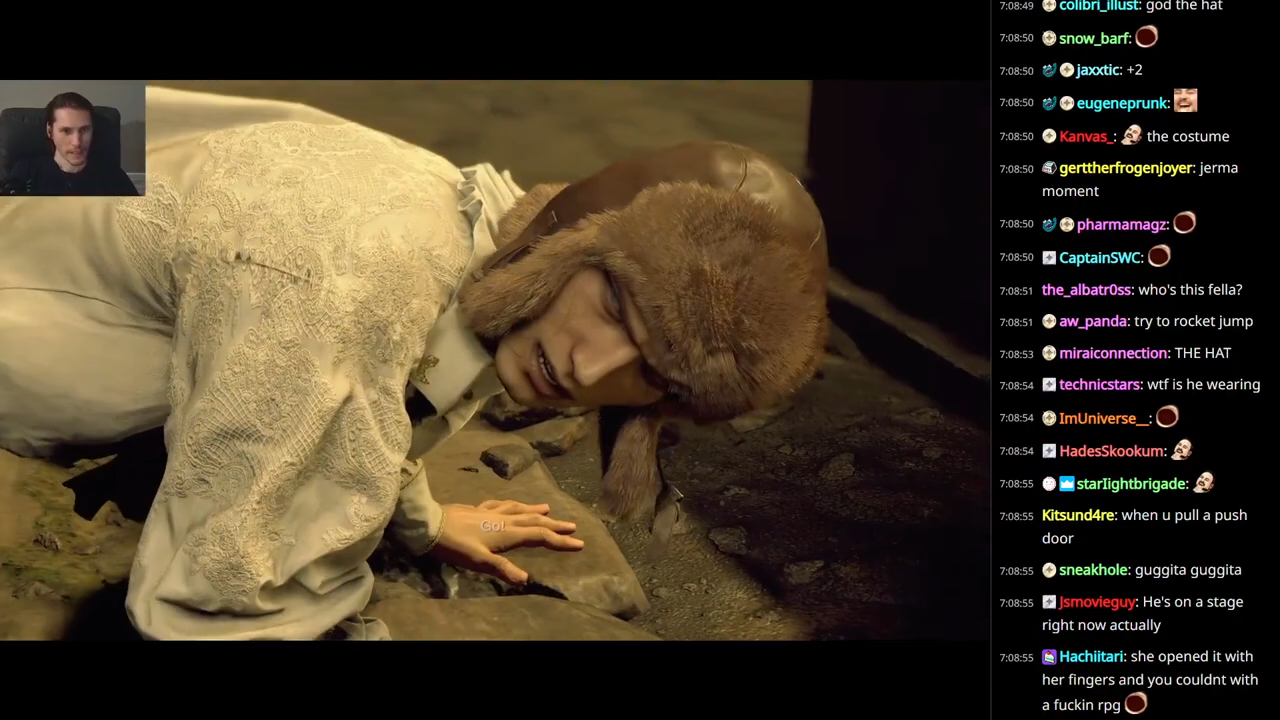 7:08:49 colibri_illust: god the hat
7:08:50 snow_barf:
7:08:50 jaxxtic: +2
7:08:50 eugeneprunk:
7:08:50 Kanvas_: the costume
7:08:50 gerttherfrogenjoyer: jerma
moment
7:08:50 pharmamagz:
7:08:50 CaptainSWC:
7:08:51 the_albatr0ss: who's this fella?
7:08:51 aw_panda: try to rocket jump
7:08:53 miraiconnection: THE HAT
7:08:54 technicstars: wtf is he wearing
7:08:54 ImUniverse__:
7:08:54 HadesSkookum:
7:08:55 starlightbrigade:
7:08:55 Kitsund4re: when u pull a push
door
7:08:55 sneakhole: guggita guggita
7:08:55 Jsmovieguy: He's on a stage
right now actually
7:08:55 Hachiitari: she opened it with
her fingers and you couldnt with
a fuckin rpg
Go!